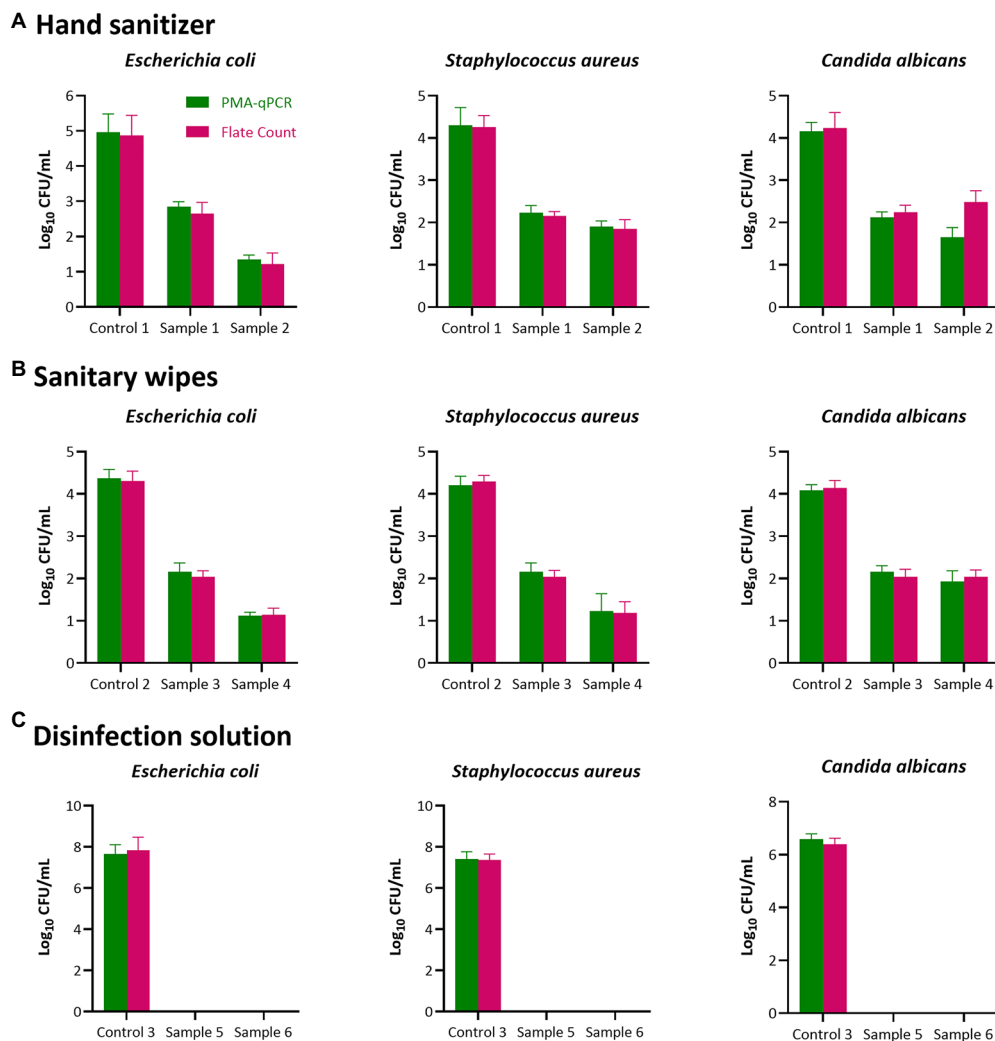 A Hand sanitizer
Escherichia coli
Staphylococcus aureus
Candida albicans
Log10 CFU/mL
6
5
4
3
2
1
0
PMA-qPCR
Flate Count
Control 1 Sample 1 Sample 2
Log10 CFU/mL
5
4
3
2
1
0
Control 1 Sample 1 Sample 2
Log10 CFU/mL
5
4
3
2
1
0
Control 1 Sample 1 Sample 2
B Sanitary wipes
Escherichia coli
Staphylococcus aureus
Candida albicans
Log10 CFU/mL
5
4
3
2
1
0
Control 2 Sample 3 Sample 4
Log10 CFU/mL
5
4
3
2
1
0
Control 2 Sample 3 Sample 4
Log10 CFU/mL
5
4
3
2
1
0
Control 2 Sample 3 Sample 4
C Disinfection solution
Escherichia coli
Staphylococcus aureus
Candida albicans
Log10 CFU/mL
10
8
6
4
2
0
Control 3 Sample 5 Sample 6
Log10 CFU/mL
10
8
6
4
2
0
Control 3 Sample 5 Sample 6
Log10 CFU/mL
8
6
4
2
0
Control 3 Sample 5 Sample 6